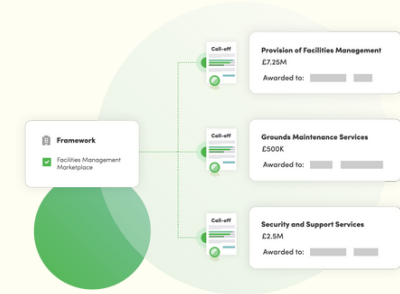 Call-off
Provision of Facilities Management
£7.25M
Awarded to:
Framework
Facilities Management
Marketplace
Call-off
Grounds Maintenance Services
£500K
Awarded to:
Call-off
Security and Support Services
£2.5M
Awarded to: